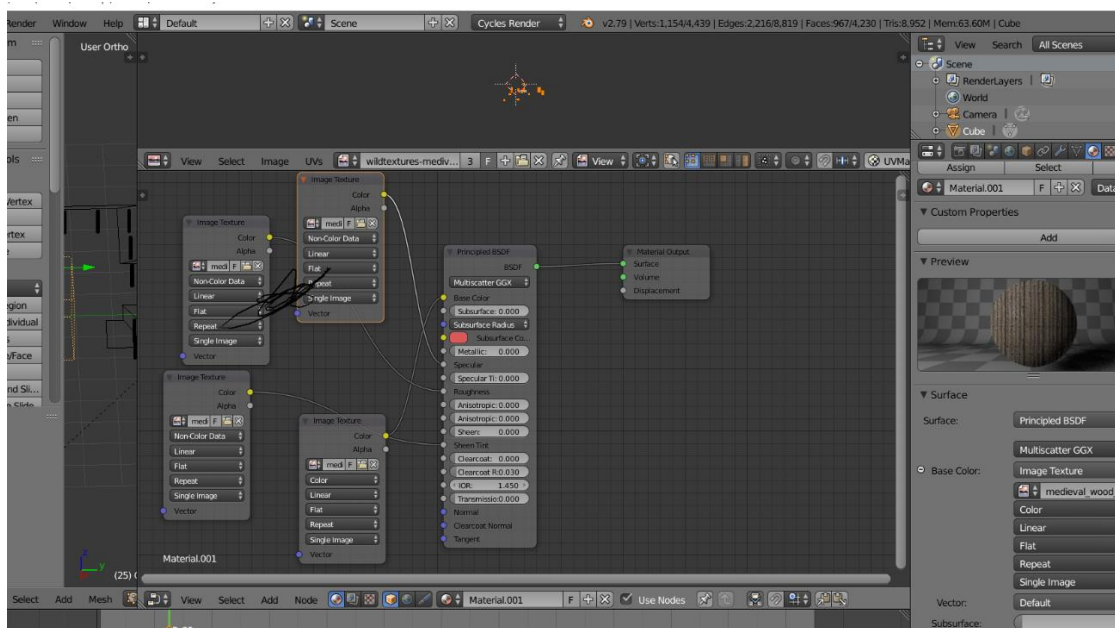 Render Window Help Default Scene Cycles Render v2.79 | Verts:1,154/4,439 | Edges:2,216/8,819 | Faces:967/4,230 | Tris:8,952 | Mem:63.60M | Cube
User Ortho
View Search All Scenes
Scene
RenderLayers
World
Camera
Cube
View Select Image UVs wildtextures-mediv... 3 F View UVMa
Assign Select
Material.001 F Data
Custom Properties
Add
Preview
Surface
Surface: Principled BSDF
Multiscatter GGX
Base Color: Image Texture
medieval_wood
Color
Linear
Flat
Repeat
Single Image
Vector: Default
Subsurface:
Image Texture
Color
Alpha
medi F
Non-Color Data
Linear
Flat
Repeat
Single Image
Vector
Image Texture
Color
Alpha
medi F
Non-Color Data
Linear
Flat
Repeat
Single Image
Vector
Image Texture
Color
Alpha
medi F
Non-Color Data
Linear
Flat
Repeat
Single Image
Vector
Image Texture
Color
Alpha
medi F
Color
Linear
Flat
Repeat
Single Image
Vector
Principled BSDF
BSDF
Multiscatter GGX
Base Color
Subsurface: 0.000
Subsurface Radius
Subsurface Co...
Metallic: 0.000
Specular
Specular Ti: 0.000
Roughness
Anisotropic: 0.000
Anisotropic: 0.000
Sheen: 0.000
Sheen Tint
Clearcoat: 0.000
Clearcoat R:0.030
IOR: 1.450
Transmissio:0.000
Normal
Clearcoat Normal
Tangent
Material Output
Surface
Volume
Displacement
Material.001
(25)
z
y
Select Add Mesh View Select Add Node Material.001 F Use Nodes